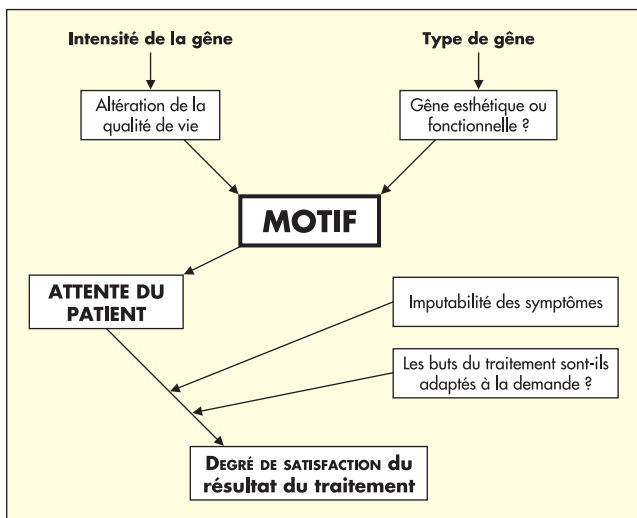 Intensité de la gêne
Type de gêne
Altération de la
qualité de vie
Gêne esthétique ou
fonctionnelle ?
MOTIF
ATTENTE DU
PATIENT
Imputabilité des symptômes
Les buts du traitement sont-ils
adaptés à la demande ?
DEGRÉ DE SATISFACTION du
résultat du traitement